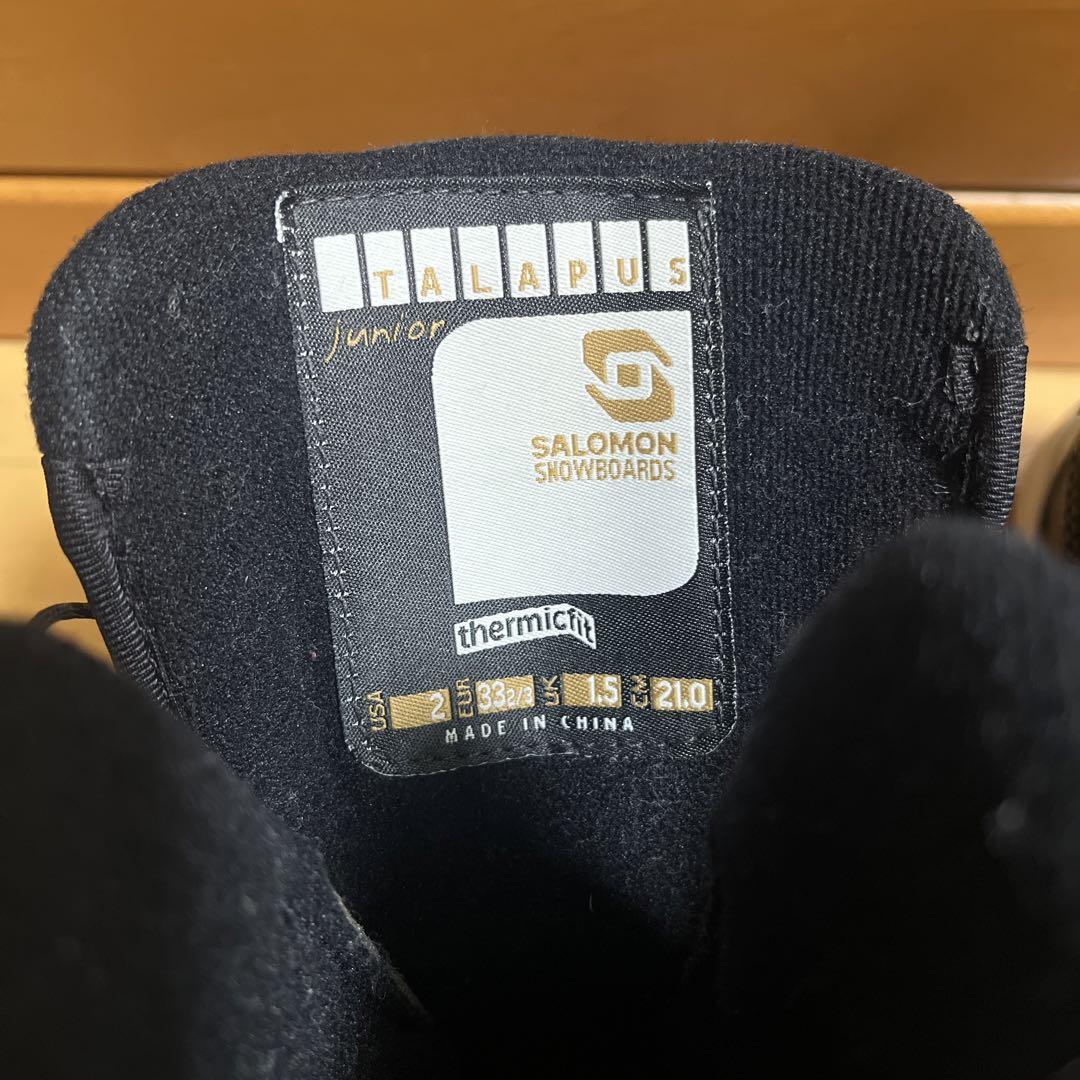 TALAPUS
junior
SALOMON
SNOWBOARDS
thermicfit
USA 2 EUR 33 2/3 UK 1.5 CM 21.0
MADE IN CHINA